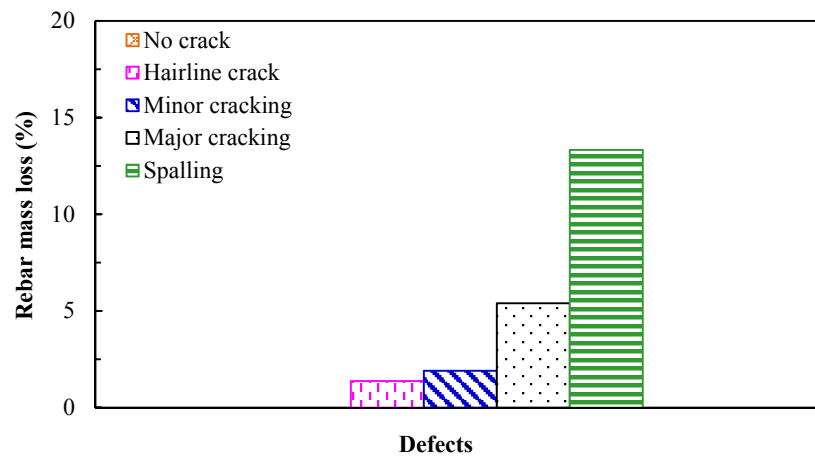 20
15
10
5
0
Rebar mass loss (%)
No crack
Hairline crack
Minor cracking
Major cracking
Spalling
Defects